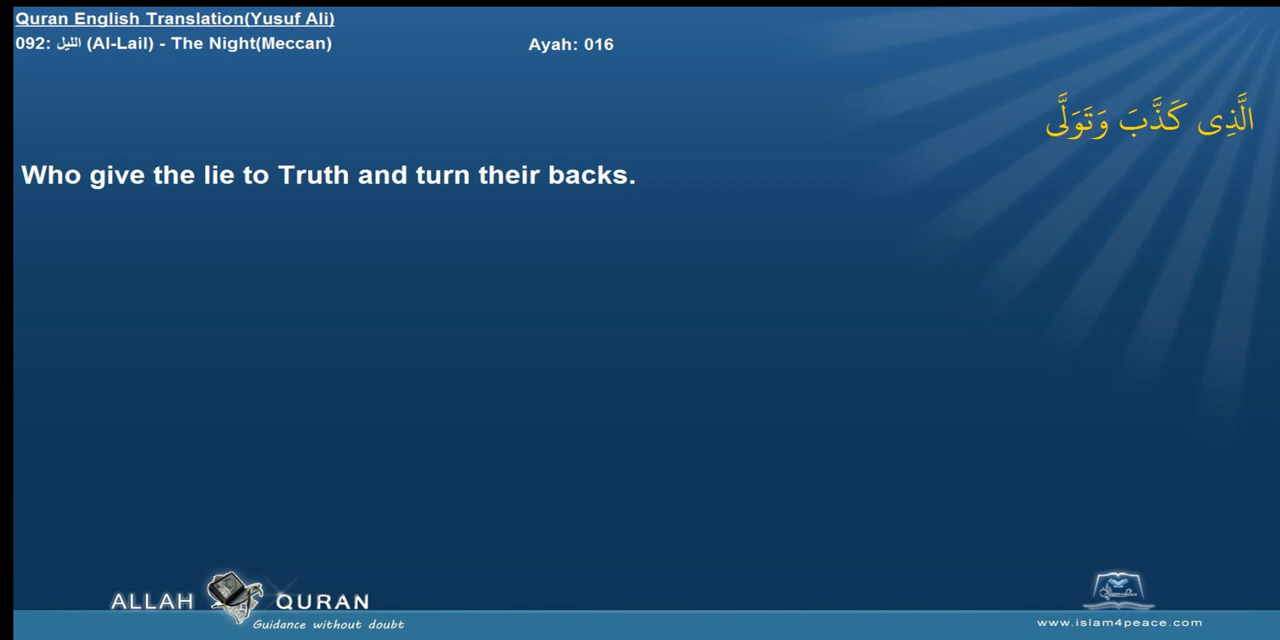 Quran English Translation(Yusuf Ali)
092: الليل (Al-Lail) - The Night(Meccan)
Ayah: 016
الَّذِى كَذَّبَ وَتَوَلَّى
Who give the lie to Truth and turn their backs.
ALLAH QURAN
Guidance without doubt
www.islam4peace.com